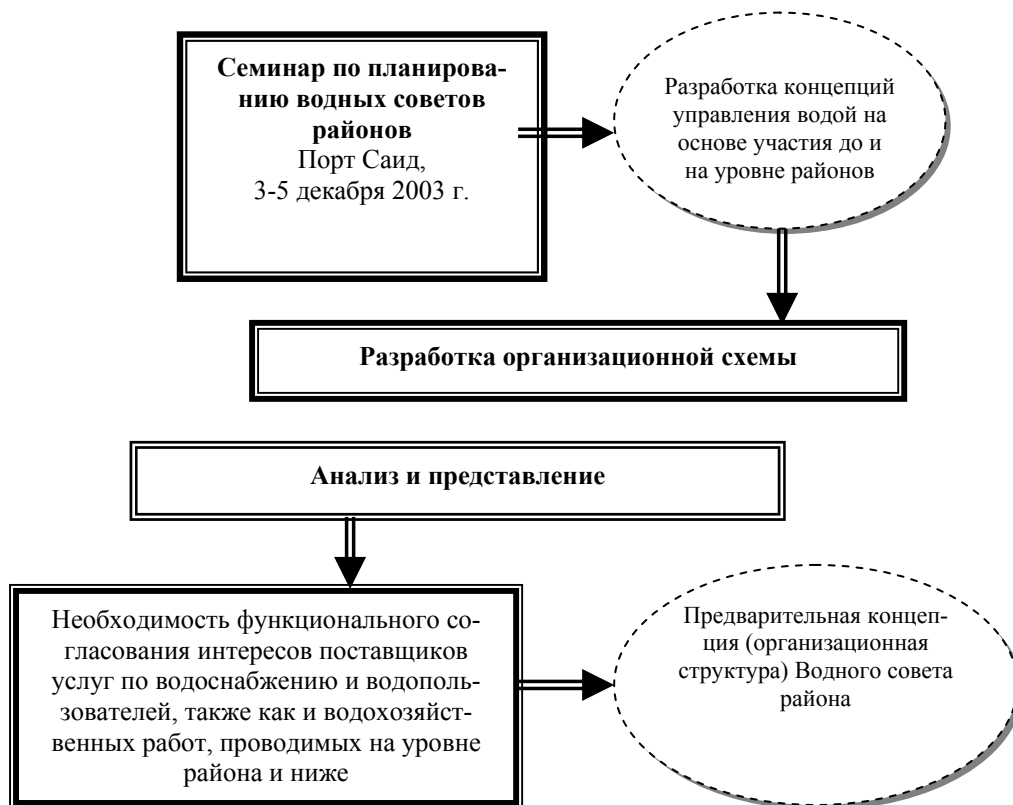 Семинар по планирова-
нию водных советов
районов
Порт Саид,
3-5 декабря 2003 г.
Разработка концепций
управления водой на
основе участия до и
на уровне районов
Разработка организационной схемы
Анализ и представление
Необходимость функционального со-
гласования интересов поставщиков
услуг по водоснабжению и водополь-
зователей, также как и водохозяйст-
венных работ, проводимых на уровне
района и ниже
Предварительная концеп-
ция (организационная
структура) Водного совета
района